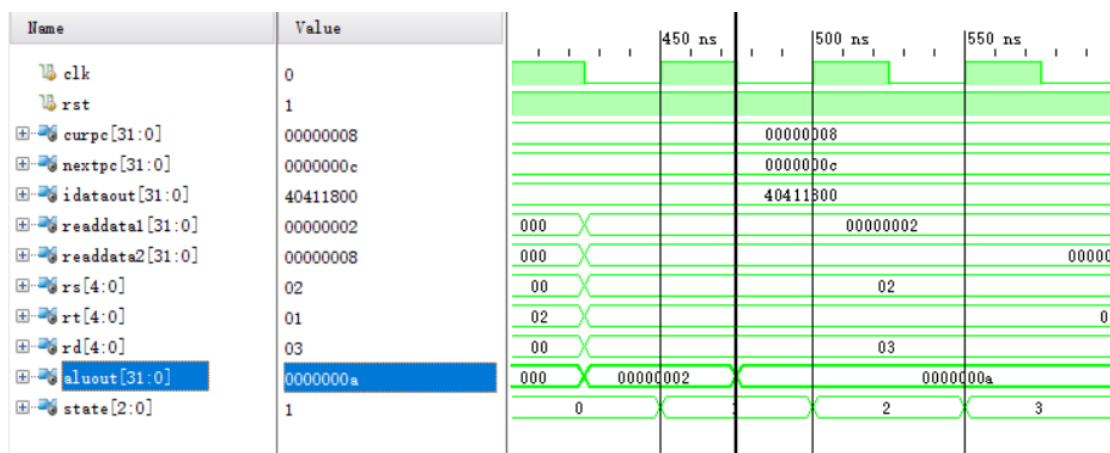 Name Value
450 ns 500 ns 550 ns
clk 0
rst 1
curpc[31:0] 00000008 00000008
nextpc[31:0] 0000000c 0000000c
idataout[31:0] 40411800 40411800
readdata1[31:0] 00000002 000 00000002
readdata2[31:0] 00000008 000 00000
rs[4:0] 02 00 02
rt[4:0] 01 02 0
rd[4:0] 03 00 03
aluout[31:0] 0000000a 000 00000002 0000000a
state[2:0] 1 0 1 2 3